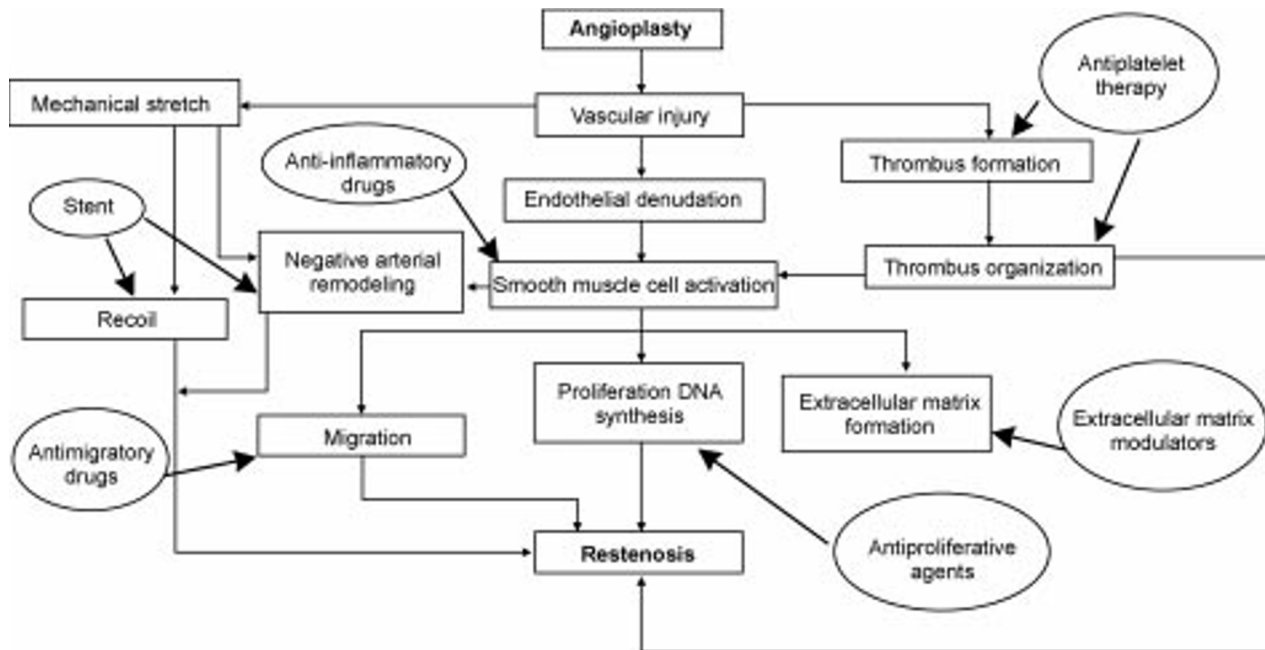 Angioplasty
Antiplatelet
therapy
Mechanical stretch
Vascular injury
Anti-inflammatory
drugs
Thrombus formation
Stent
Endothelial denudation
Negative arterial
remodeling
Smooth muscle cell activation
Thrombus organization
Recoil
Proliferation DNA
synthesis
Extracellular matrix
formation
Extracellular matrix
modulators
Migration
Antimigratory
drugs
Restenosis
Antiproliferative
agents